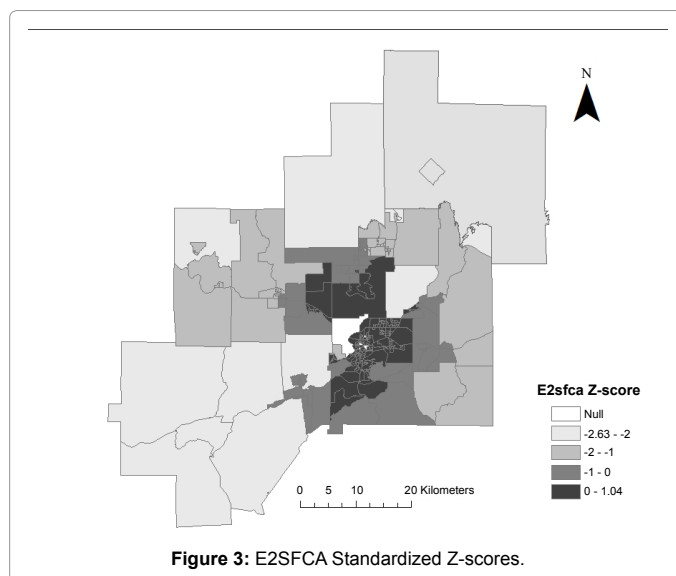 N
E2sfca Z-score
Null
-2.63 - -2
-2 - -1
-1 - 0
0 - 1.04
0 5 10 20 Kilometers
Figure 3: E2SFCA Standardized Z-scores.